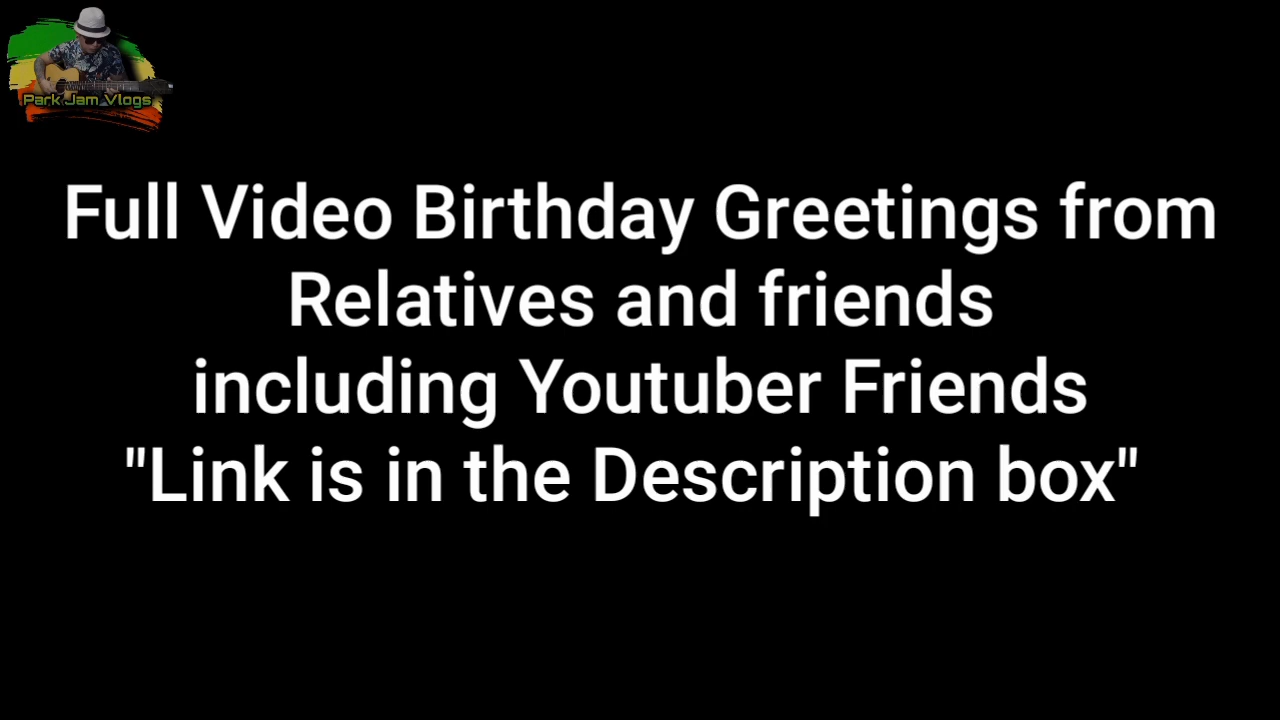 Park Jam Vlogs
Full Video Birthday Greetings from
Relatives and friends
including Youtuber Friends
"Link is in the Description box"